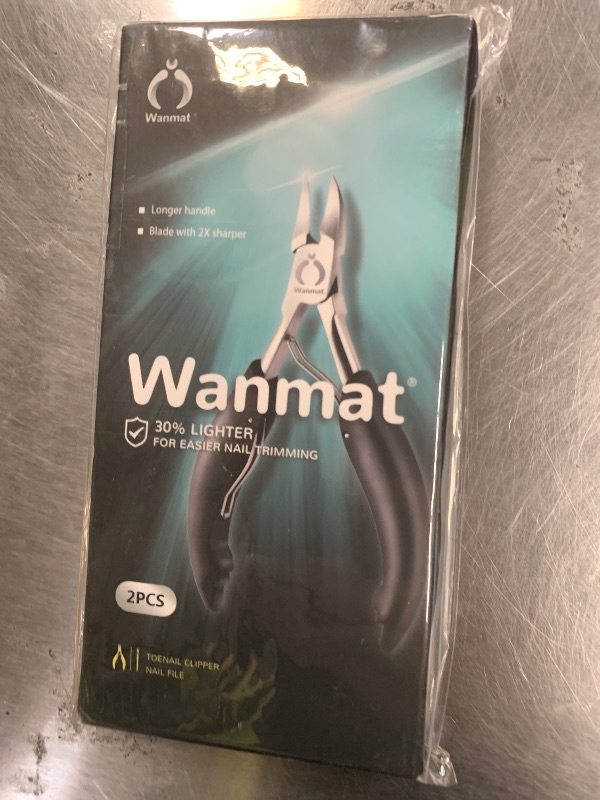 Wanmat
Longer handle
Blade with 2X sharper
Wanmat
Wanmat®
30% LIGHTER
FOR EASIER NAIL TRIMMING
2PCS
TOENAIL CLIPPER
NAIL FILE